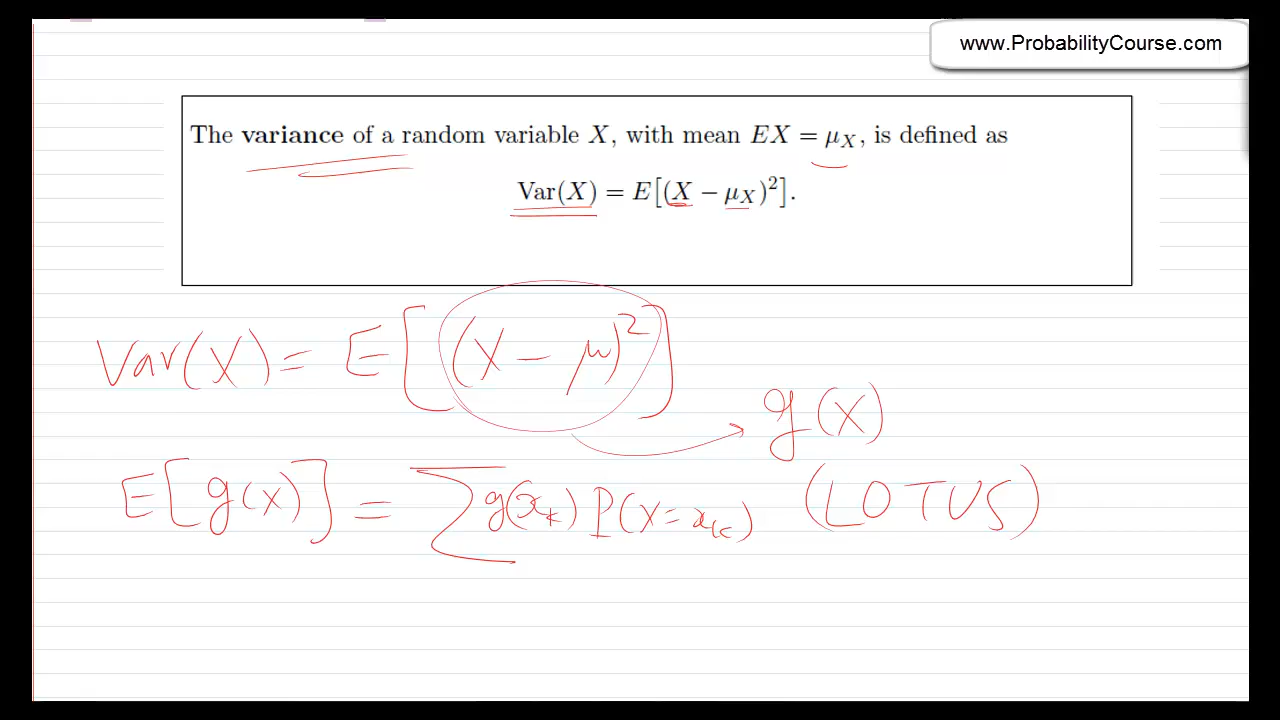 www.ProbabilityCourse.com
The variance of a random variable X, with mean EX = μ_X, is defined as
Var(X) = E[(X − μ_X)²].
Var(X) = E[(X − μ)²]
g(X)
E[g(X)] = ∑ g(x_k) P(X = x_k) (LOTUS)